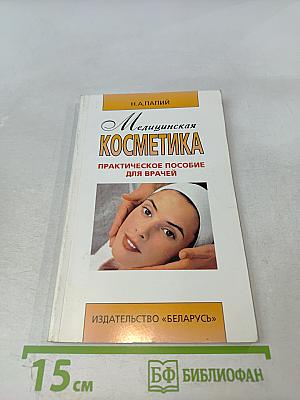 Н.А.ПАПИЙ
Медицинская
КОСМЕТИКА
ПРАКТИЧЕСКОЕ ПОСОБИЕ
ДЛЯ ВРАЧЕЙ
ИЗДАТЕЛЬСТВО «БЕЛАРУСЬ»
15 см
БФ БИБЛИОФАН